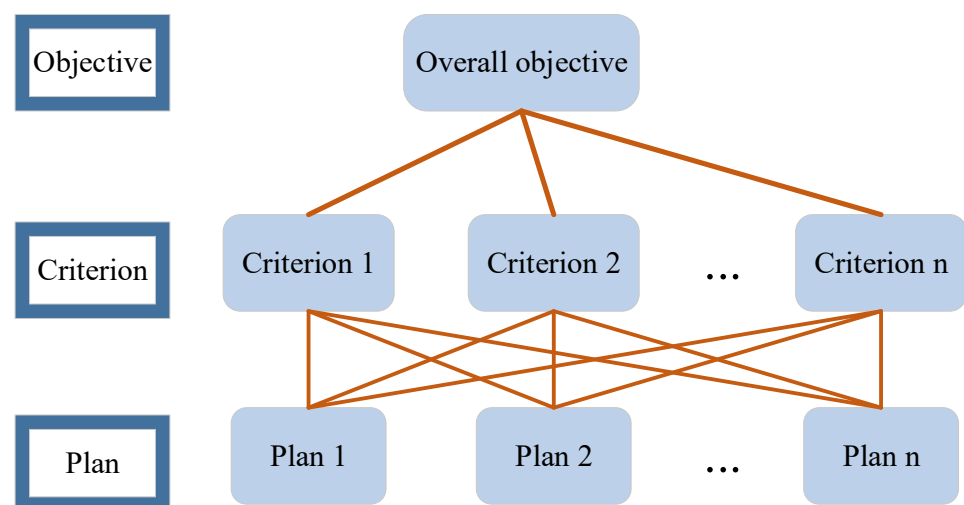 Objective
Overall objective
Criterion
Criterion 1
Criterion 2
...
Criterion n
Plan
Plan 1
Plan 2
...
Plan n